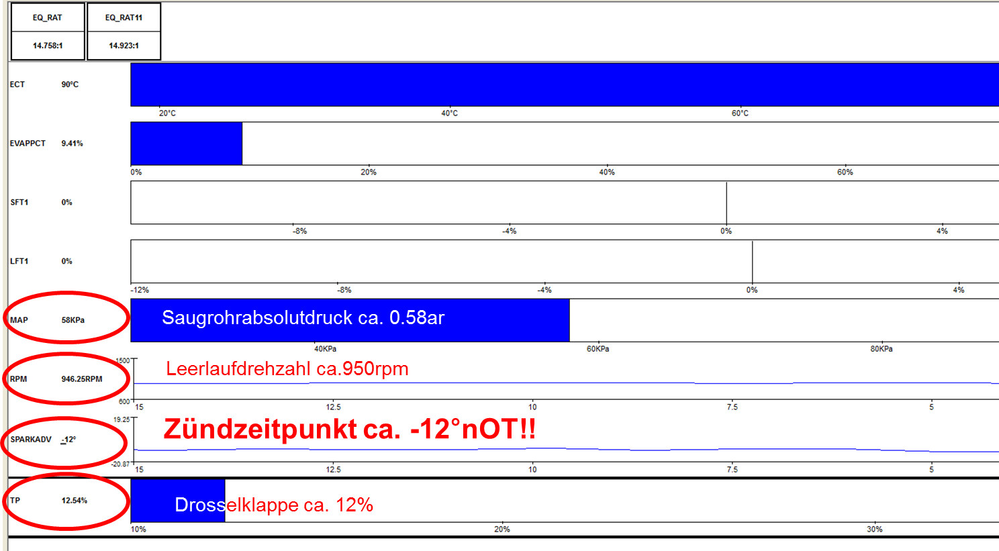 EQ_RAT EQ_RAT11
14.758:1 14.923:1
ECT 90°C
20°C 40°C 60°C
EVAPPCT 9.41%
0% 20% 40% 60%
SFT1 0%
-8% -4% 0% 4%
LFT1 0%
-12% -8% -4% 0% 4%
MAP 58KPa Saugrohrabsolutdruck ca. 0.58ar
40KPa 60KPa 80KPa
1500
Leerlaufdrehzahl ca.950rpm
RPM 946.25RPM
600
15 12.5 10 7.5 5
19.25
Zündzeitpunkt ca. -12°nOT!!
SPARKADV -12°
-20.87
15 12.5 10 7.5 5
TP 12.54% Drosselklappe ca. 12%
10% 20% 30%